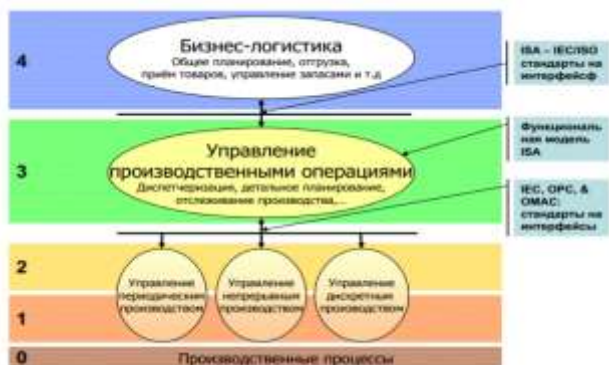 4
Бизнес-логистика
Общее планирование, отгрузка,
приём товаров, управление запасами и т.д
ISA – IEC/ISO
стандарты на
интерфейсф
3
Управление
производственными операциями
Диспетчеризация, детальное планирование,
отслеживание производства,...
Функциональ
ная модель
ISA
IEC, OPC, &
OMAC:
стандарты на
интерфейсы
2
Управление
периодическим
производством
Управление
непрерывным
производством
Управление
дискретным
производством
1
0
Производственные процессы